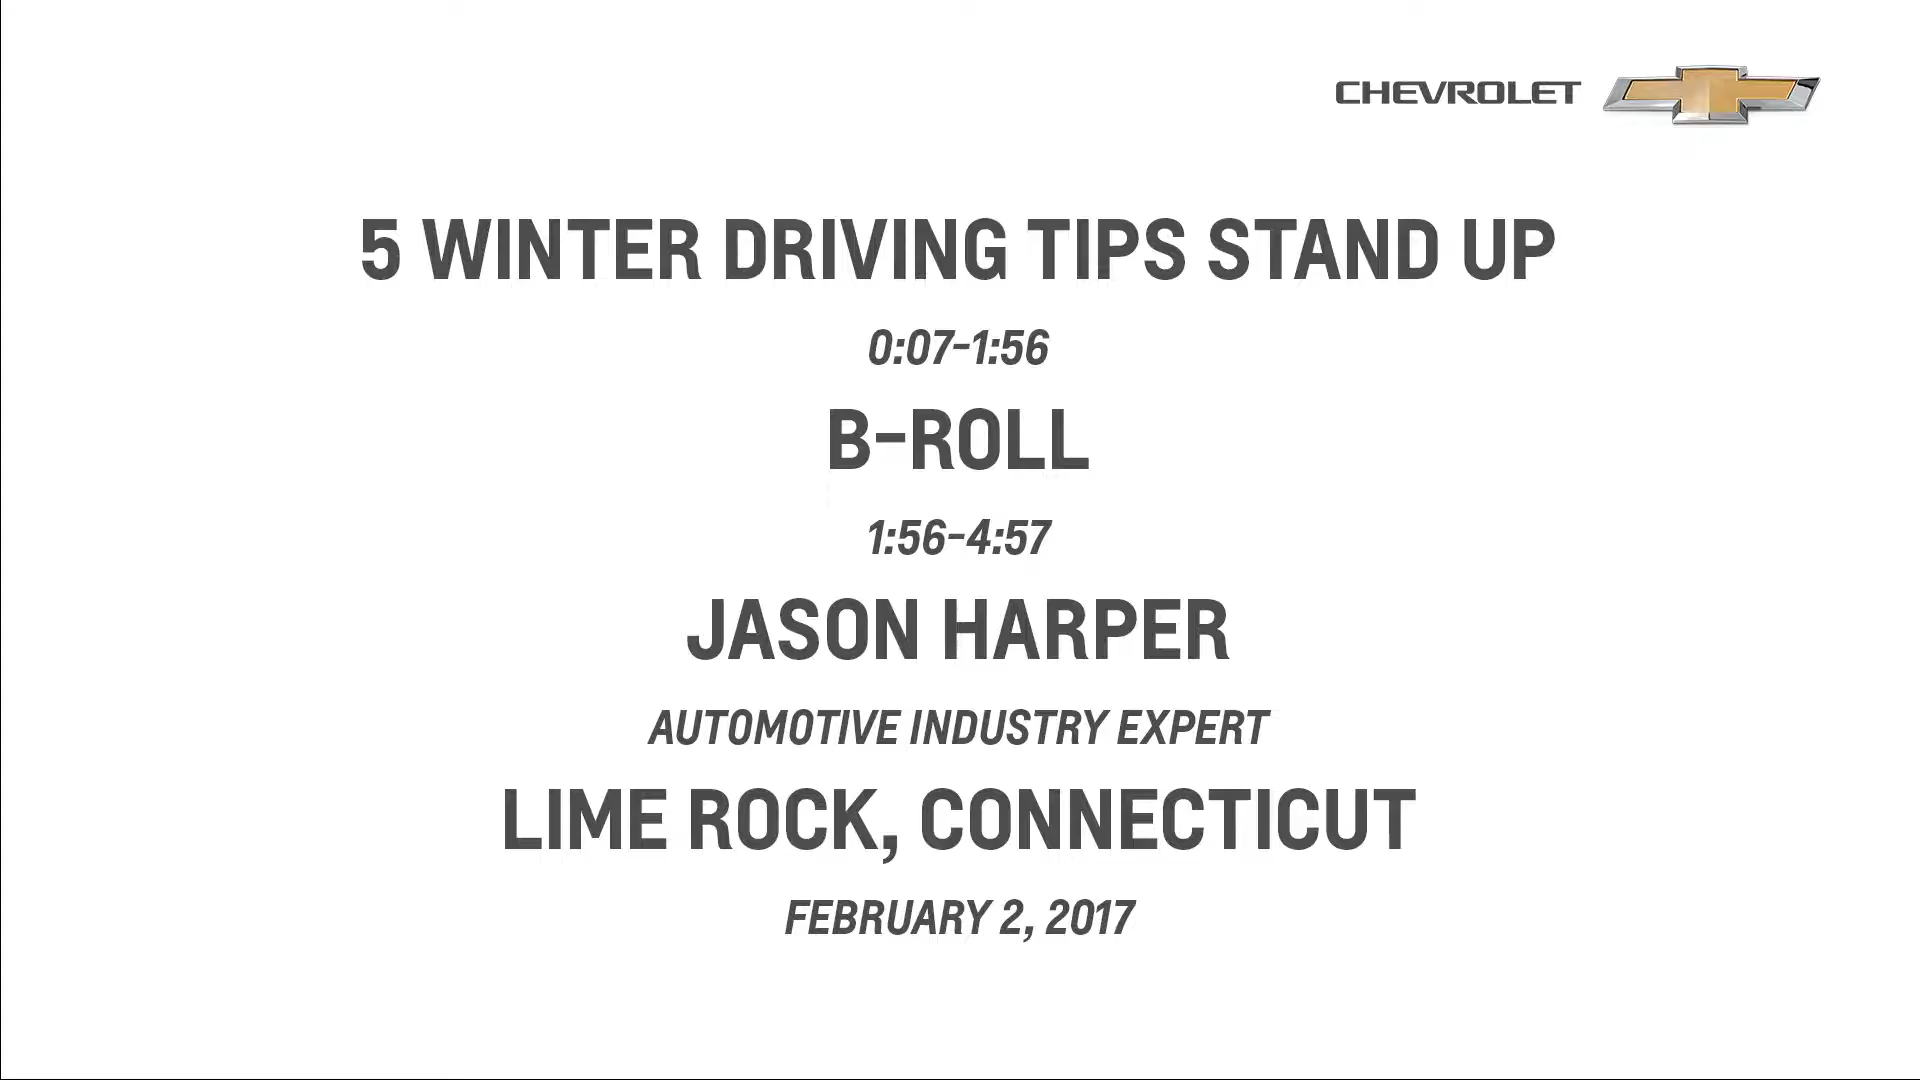 CHEVROLET
5 WINTER DRIVING TIPS STAND UP
0:07-1:56
B-ROLL
1:56-4:57
JASON HARPER
AUTOMOTIVE INDUSTRY EXPERT
LIME ROCK, CONNECTICUT
FEBRUARY 2, 2017